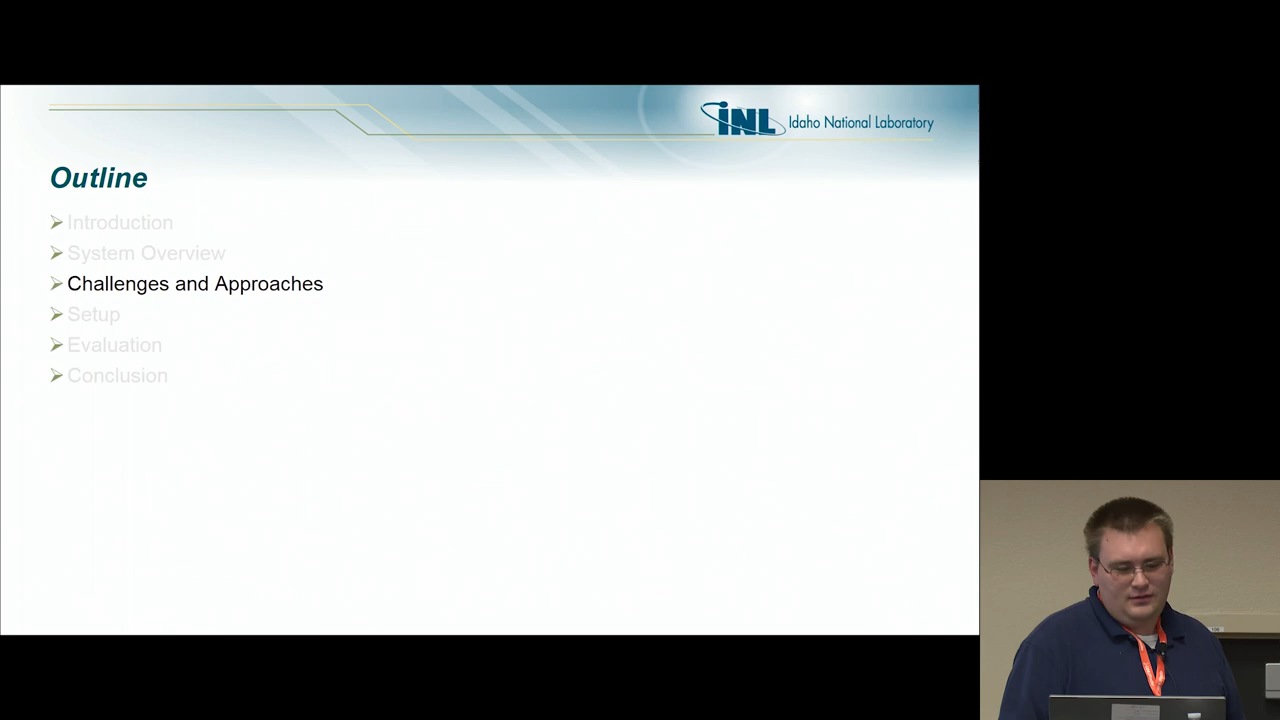 INL Idaho National Laboratory
Outline
Introduction
System Overview
Challenges and Approaches
Setup
Evaluation
Conclusion